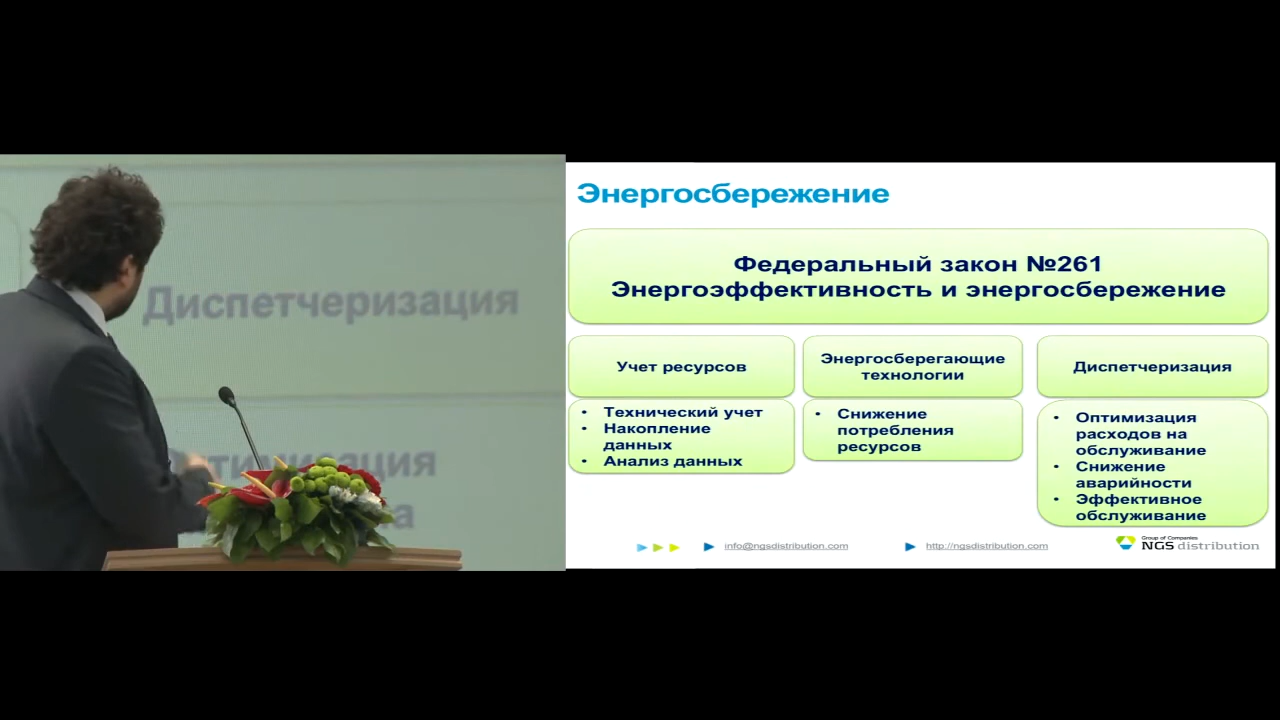 Диспетчеризация
Энергосбережение
Федеральный закон №261
Энергоэффективность и энергосбережение
Учет ресурсов
• Технический учет
• Накопление
данных
• Анализ данных
Энергосберегающие
технологии
• Снижение
потребления
ресурсов
Диспетчеризация
• Оптимизация
расходов на
обслуживание
• Снижение
аварийности
• Эффективное
обслуживание
info@ngsdistribution.com
http://ngsdistribution.com
Group of Companies
NGS distribution